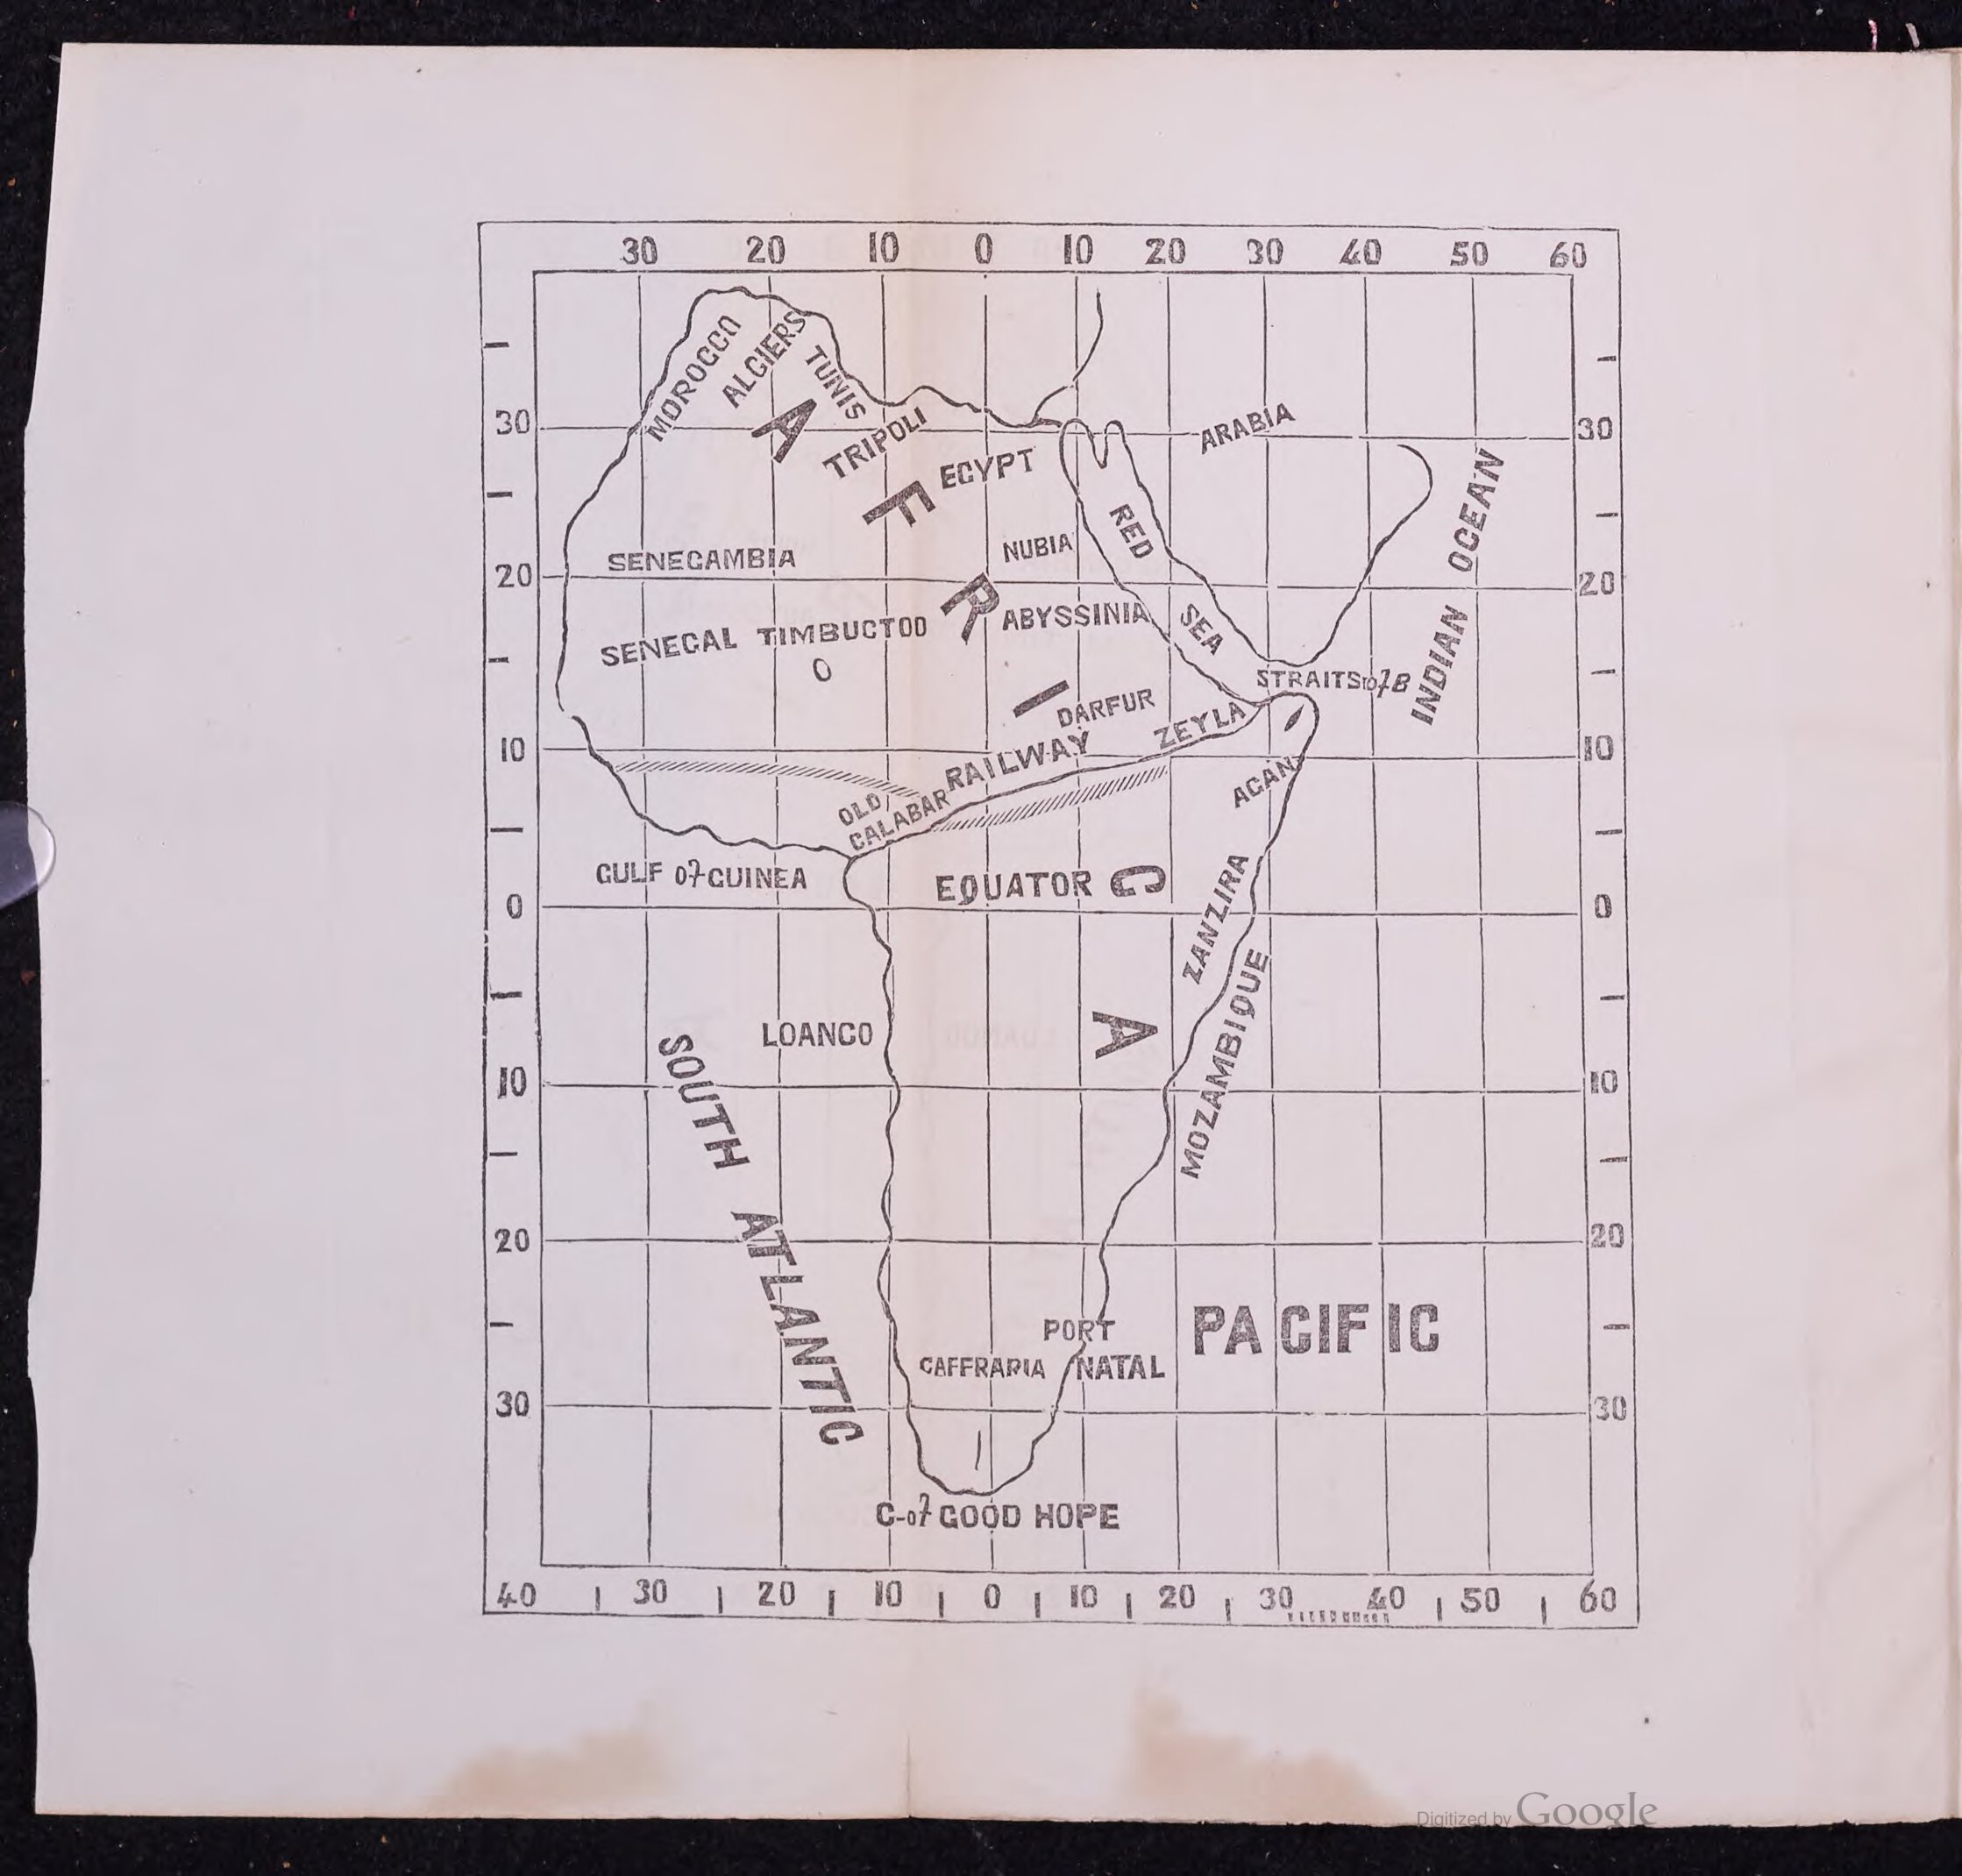 30 20 10 0 10 20 30 40 50 60
MOROCCO
ALGIERS
TUNIS
A
TRIPOLI
30
30
ARABIA
EGYPT
F
RED
SEA
INDIAN OCEAN
NUBIA
SENEGAMBIA
20
20
R
ABYSSINIA
SENEGAL TIMBUCTOO
STRAITS of B
I
DARFUR
ZEYLA
10
10
RAILWAY
ACAN
OLD
CALABAR
GULF of GUINEA
EQUATOR
C
0
0
ZANZIRA
MOZAMBIQUE
LOANGO
A
SOUTH ATLANTIC
10
10
20
20
PACIFIC
PORT
NATAL
CAFFRARIA
30
30
C-of GOOD HOPE
40 30 20 10 0 10 20 30 40 50 60
Digitized by Google